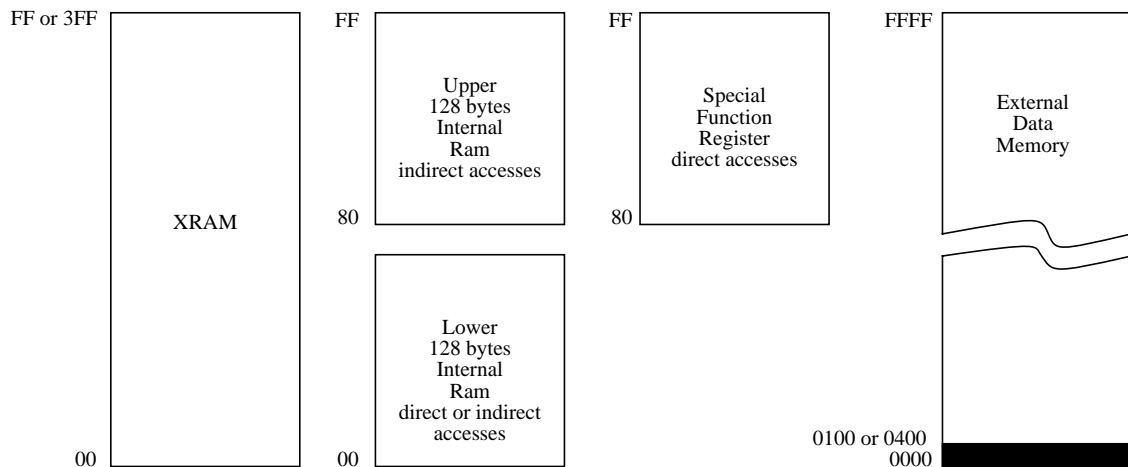 FF or 3FF
XRAM
00
FF
Upper
128 bytes
Internal
Ram
indirect accesses
80
Lower
128 bytes
Internal
Ram
direct or indirect
accesses
00
FF
Special
Function
Register
direct accesses
80
FFFF
External
Data
Memory
0100 or 0400
0000